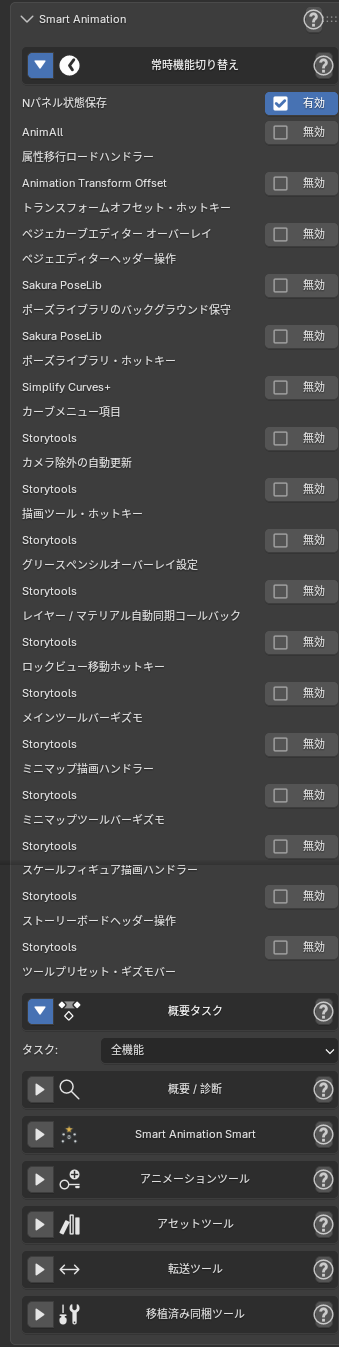 Smart Animation
常時機能切り替え
Nパネル状態保存 有効
AnimAll 無効
属性移行ロードハンドラー
Animation Transform Offset 無効
トランスフォームオフセット・ホットキー
ベジェカーブエディター オーバーレイ 無効
ベジェエディターヘッダー操作
Sakura PoseLib 無効
ポーズライブラリのバックグラウンド保守
Sakura PoseLib 無効
ポーズライブラリ・ホットキー
Simplify Curves+ 無効
カーブメニュー項目
Storytools 無効
カメラ除外の自動更新
Storytools 無効
描画ツール・ホットキー
Storytools 無効
グリースペンシルオーバーレイ設定
Storytools 無効
レイヤー / マテリアル自動同期コールバック
Storytools 無効
ロックビュー移動ホットキー
Storytools 無効
メインツールバーギズモ
Storytools 無効
ミニマップ描画ハンドラー
Storytools 無効
ミニマップツールバーギズモ
Storytools 無効
スケールフィギュア描画ハンドラー
Storytools 無効
ストーリーボードヘッダー操作
Storytools 無効
ツールプリセット・ギズモバー
概要タスク
タスク: 全機能
概要 / 診断
Smart Animation Smart
アニメーションツール
アセットツール
転送ツール
移植済み同梱ツール